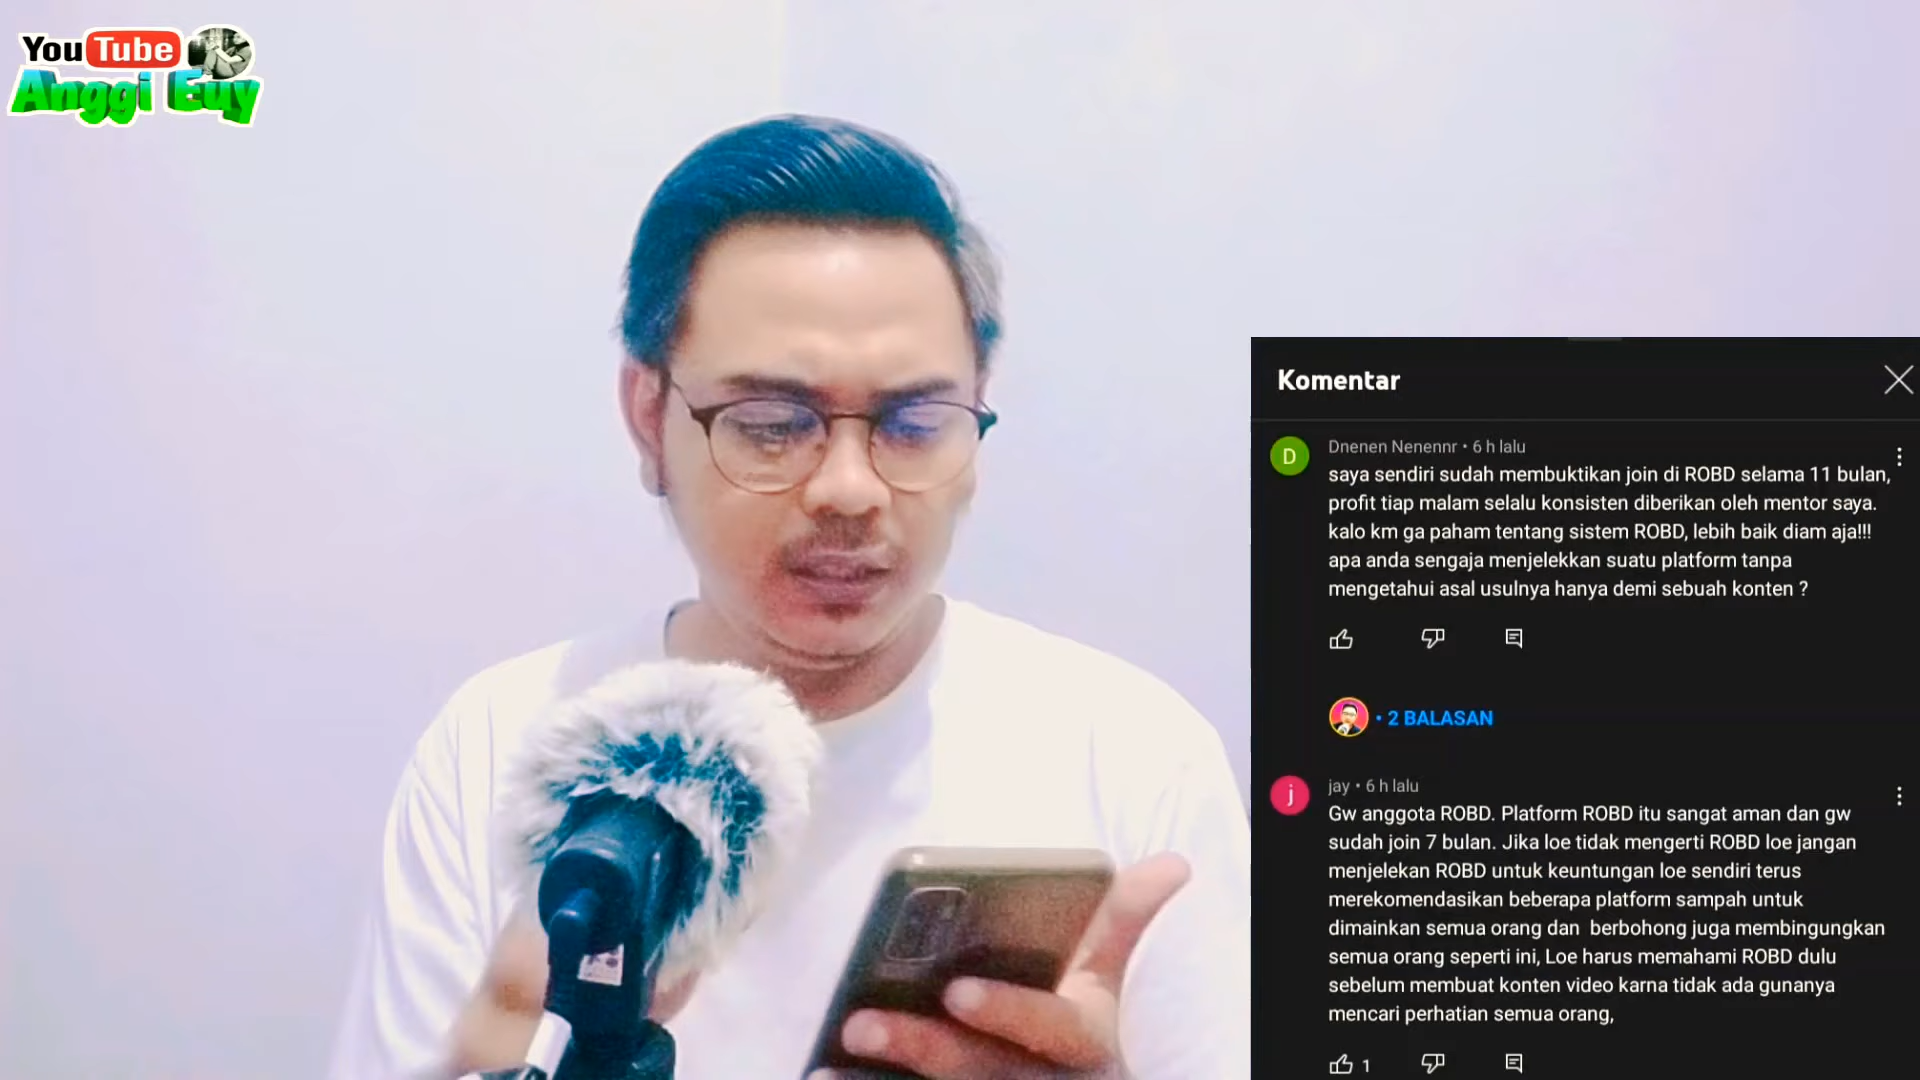 YouTube
Anggi Euy
Komentar
D
Dnenen Nenennr • 6 h lalu
saya sendiri sudah membuktikan join di ROBD selama 11 bulan,
profit tiap malam selalu konsisten diberikan oleh mentor saya.
kalo km ga paham tentang sistem ROBD, lebih baik diam aja!!!
apa anda sengaja menjelekkan suatu platform tanpa
mengetahui asal usulnya hanya demi sebuah konten ?
• 2 BALASAN
j
jay • 6 h lalu
Gw anggota ROBD. Platform ROBD itu sangat aman dan gw
sudah join 7 bulan. Jika loe tidak mengerti ROBD loe jangan
menjelekan ROBD untuk keuntungan loe sendiri terus
merekomendasikan beberapa platform sampah untuk
dimainkan semua orang dan  berbohong juga membingungkan
semua orang seperti ini, Loe harus memahami ROBD dulu
sebelum membuat konten video karna tidak ada gunanya
mencari perhatian semua orang,
1